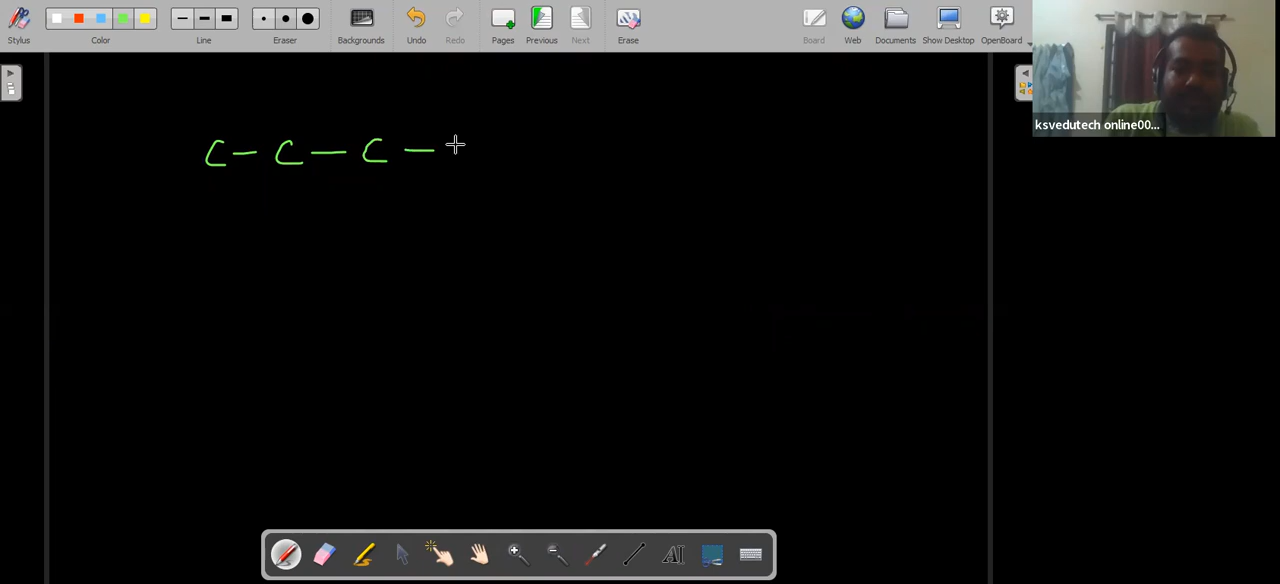 Stylus Color Line Eraser Backgrounds Undo Redo Pages Previous Next Erase Board Web Documents Show Desktop OpenBoard
ksvedutech online00...
C - C - C -
AI